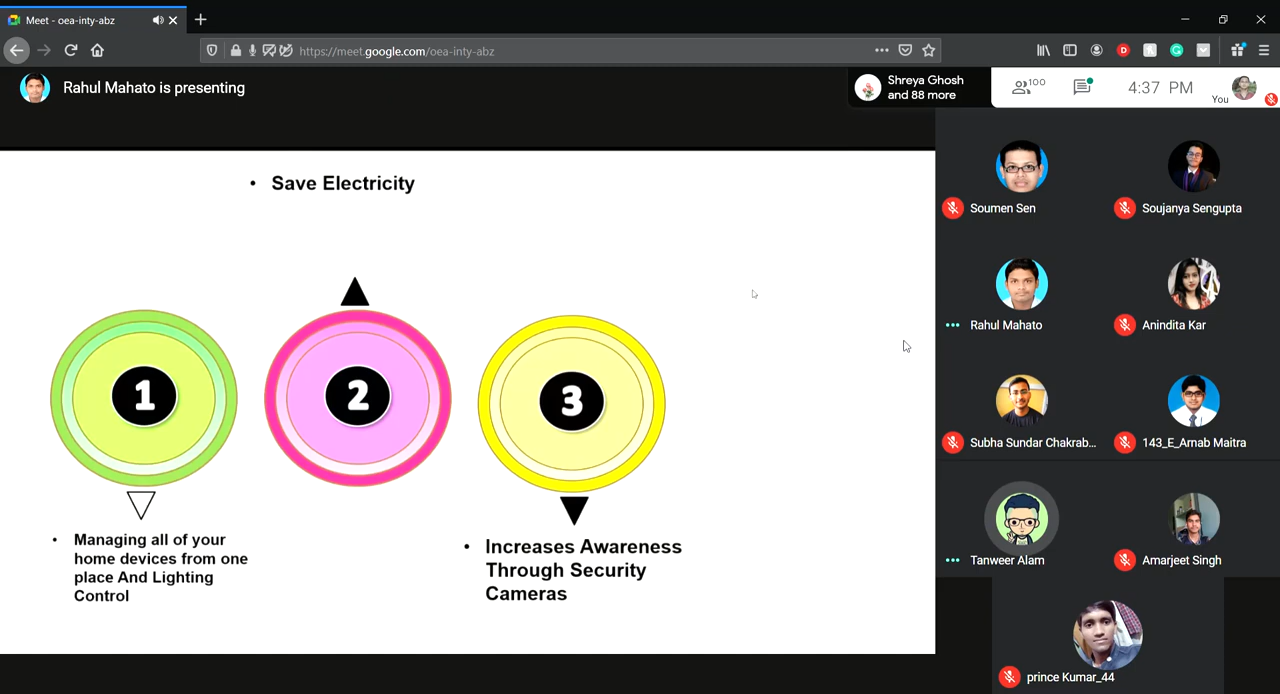 Meet - oea-inty-abz
https://meet.google.com/oea-inty-abz
Rahul Mahato is presenting
Shreya Ghosh
and 88 more
100
4:37 PM
You
• Save Electricity
1
2
3
• Managing all of your
home devices from one
place And Lighting
Control
• Increases Awareness
Through Security
Cameras
Soumen Sen
Soujanya Sengupta
Rahul Mahato
Anindita Kar
Subha Sundar Chakrab...
143_E_Arnab Maitra
Tanweer Alam
Amarjeet Singh
prince Kumar_44